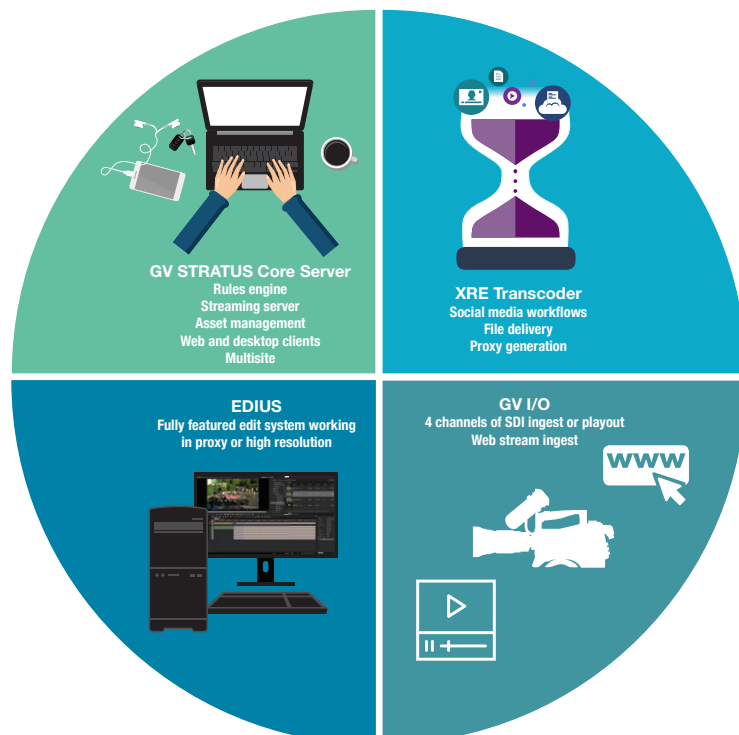 GV STRATUS Core Server
Rules engine
Streaming server
Asset management
Web and desktop clients
Multisite
XRE Transcoder
Social media workflows
File delivery
Proxy generation
EDIUS
Fully featured edit system working
in proxy or high resolution
GV I/O
4 channels of SDI ingest or playout
Web stream ingest
www